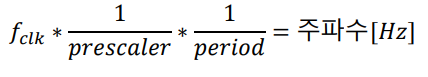 f_clk * 1/prescaler * 1/period = 주파수[Hz]